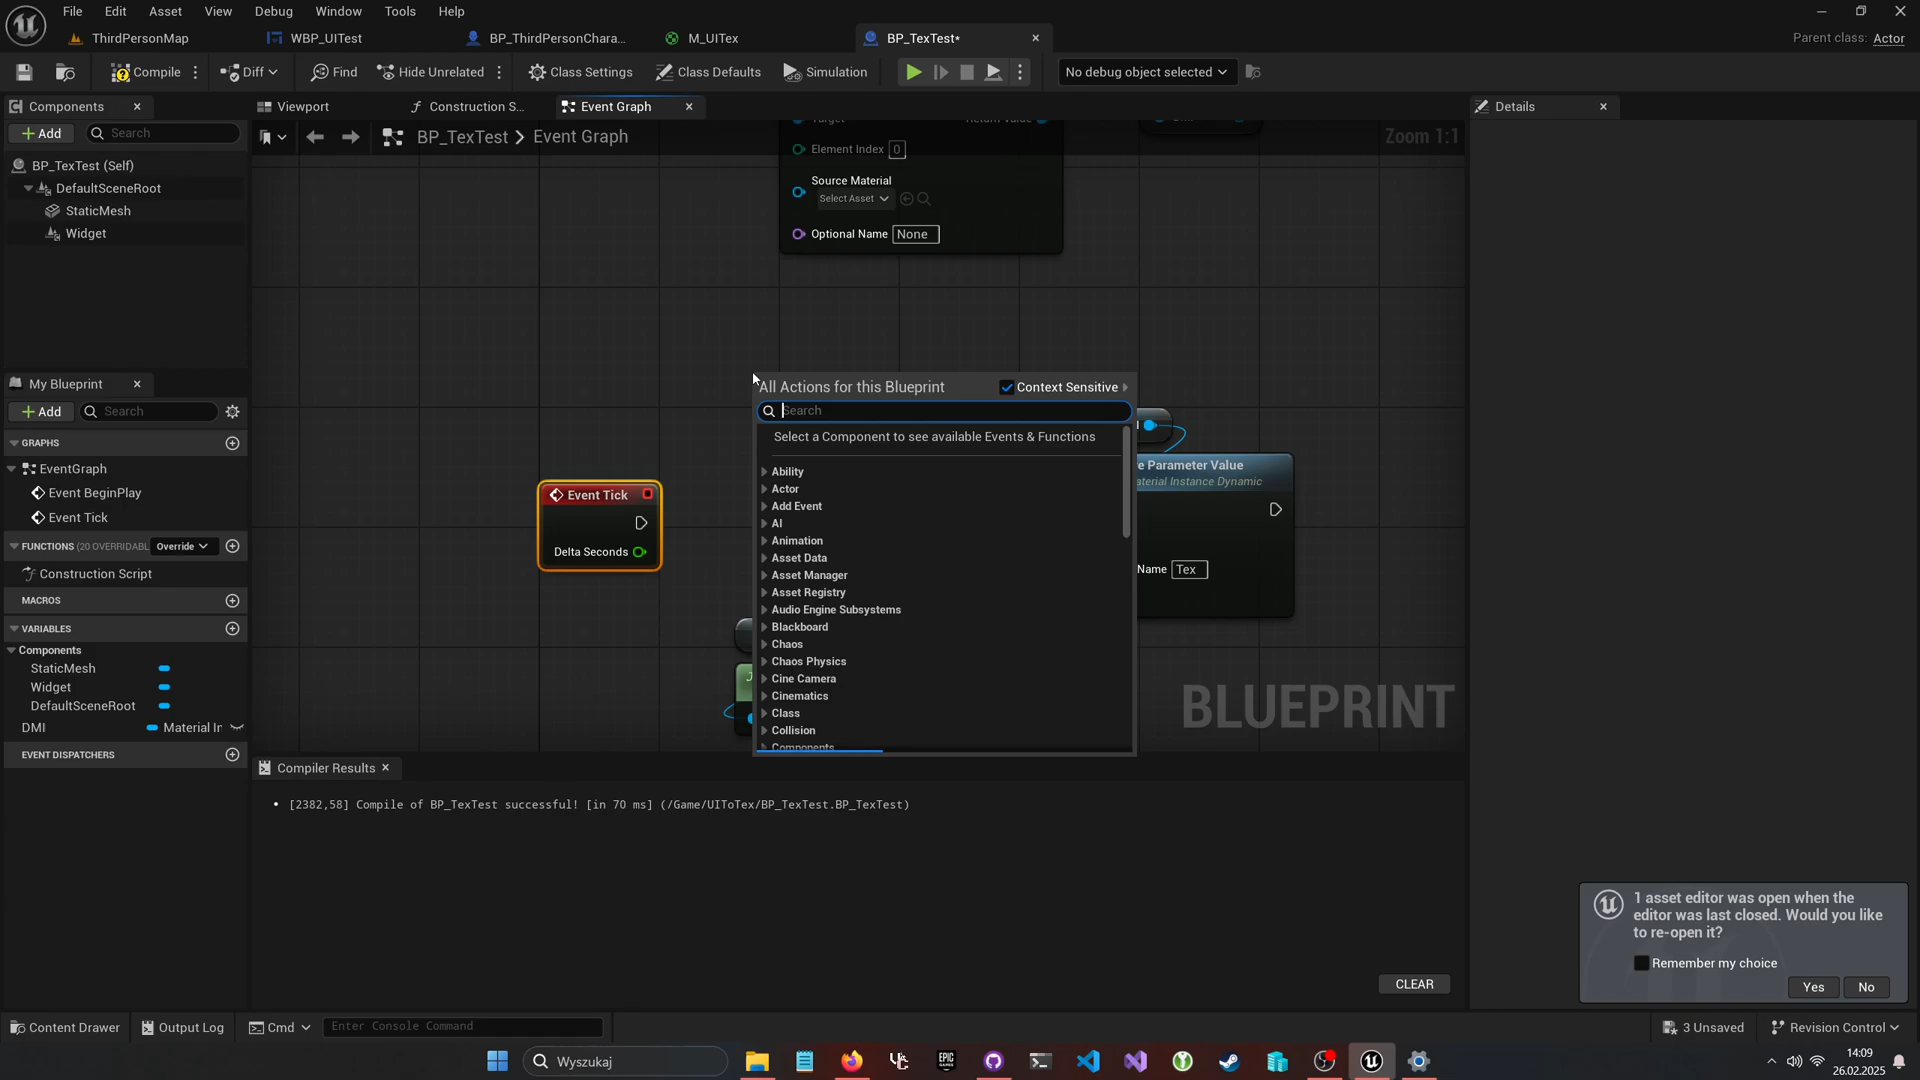 File Edit Asset View Debug Window Tools Help
ThirdPersonMap WBP_UITest BP_ThirdPersonChara... M_UITex BP_TexTest* Parent class: Actor
Compile Diff Find Hide Unrelated Class Settings Class Defaults Simulation No debug object selected
Components Viewport Construction S... Event Graph Details
Add Search BP_TexTest > Event Graph Zoom 1:1
BP_TexTest (Self)
DefaultSceneRoot
StaticMesh
Widget
Target Return Value
Element Index 0
Source Material
Select Asset
Optional Name None
My Blueprint
Add Search
GRAPHS
EventGraph
Event BeginPlay
Event Tick
FUNCTIONS (20 OVERRIDABL Override
Construction Script
MACROS
VARIABLES
Components
StaticMesh
Widget
DefaultSceneRoot
DMI Material In
EVENT DISPATCHERS
Event Tick
Delta Seconds
All Actions for this Blueprint Context Sensitive
Search
Select a Component to see available Events & Functions
Ability
Actor
Add Event
AI
Animation
Asset Data
Asset Manager
Asset Registry
Audio Engine Subsystems
Blackboard
Chaos
Chaos Physics
Cine Camera
Cinematics
Class
Collision
Components
e Parameter Value
aterial Instance Dynamic
Name Tex
BLUEPRINT
Compiler Results
• [2382,58] Compile of BP_TexTest successful! [in 70 ms] (/Game/UIToTex/BP_TexTest.BP_TexTest)
CLEAR
1 asset editor was open when the
editor was last closed. Would you like
to re-open it?
Remember my choice
Yes No
Content Drawer Output Log Cmd Enter Console Command 3 Unsaved Revision Control
Wyszukaj
14:09
26.02.2025